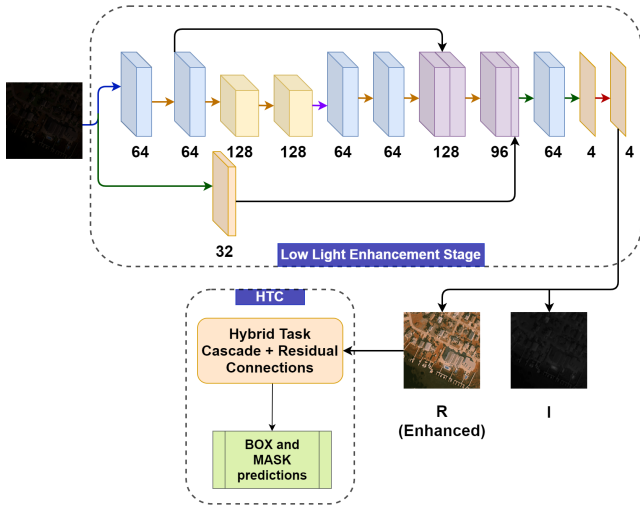 64
64
128
128
64
64
128
96
64
4
4
32
Low Light Enhancement Stage
HTC
Hybrid Task
Cascade + Residual
Connections
R
(Enhanced)
I
BOX and
MASK
predictions